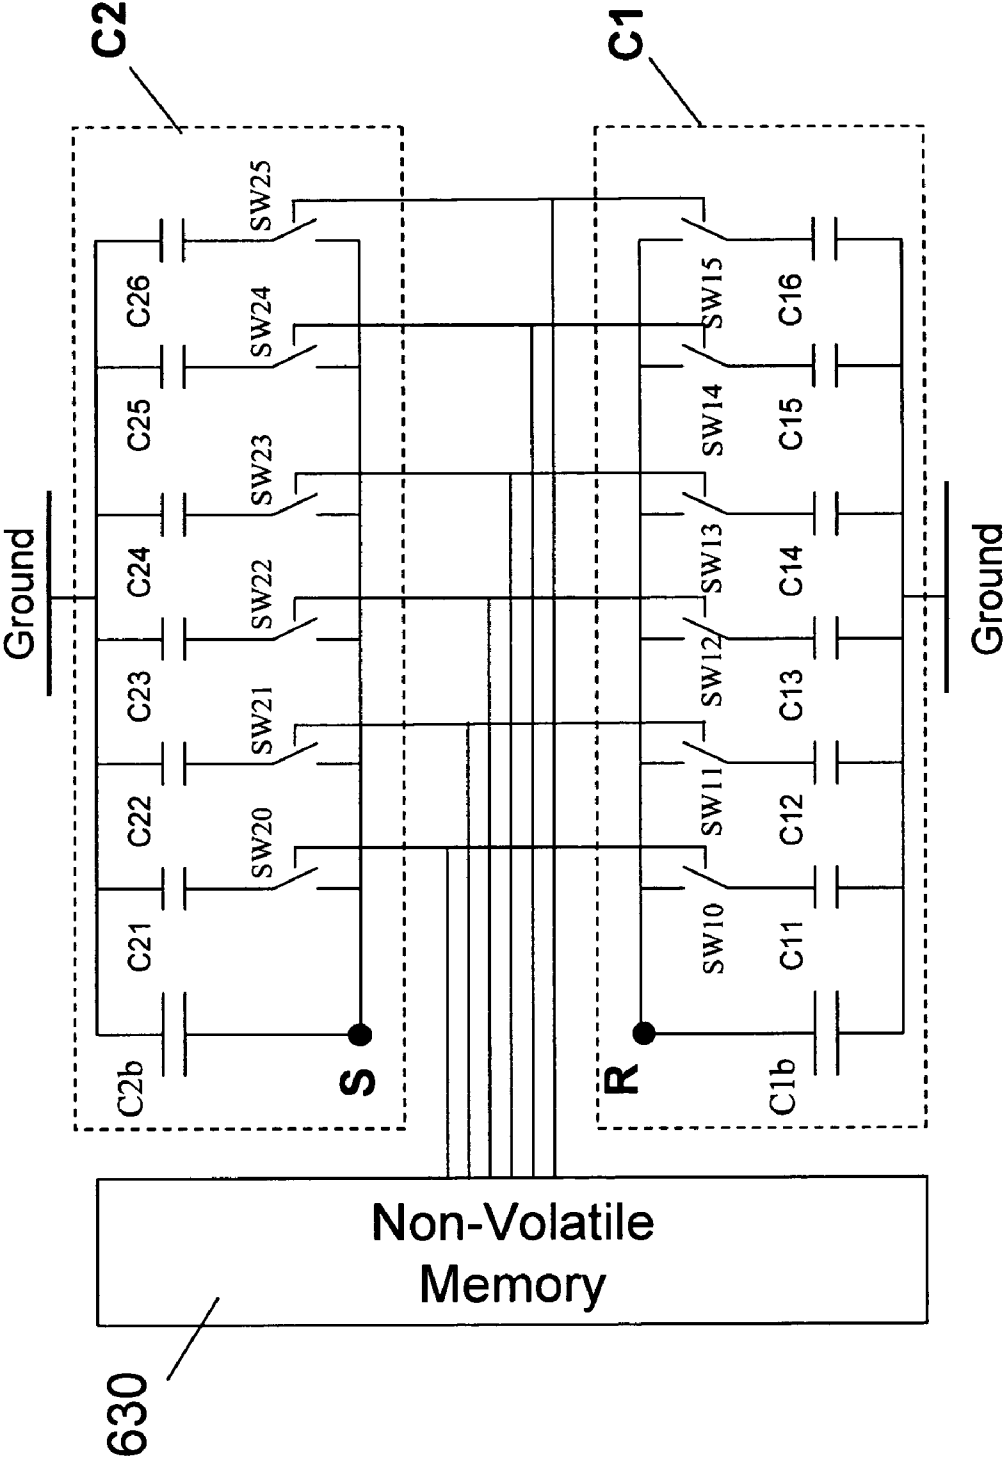 C2
C1
SW25
C26
SW24
C25
SW23
C24
SW22
C23
SW21
C22
SW20
C21
C2b
S
Ground
SW15
C16
SW14
C15
SW13
C14
SW12
C13
SW11
C12
SW10
C11
C1b
R
Ground
Non-Volatile
Memory
630